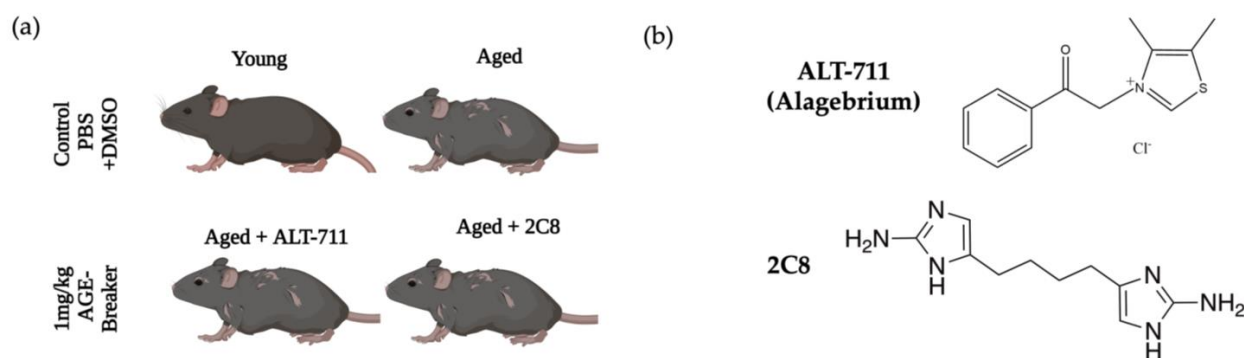 (a)
Young
Aged
Control
PBS
+DMSO
Aged + ALT-711
Aged + 2C8
1mg/kg
AGE-
Breaker
(b)
ALT-711
(Alagebrium)
O
N
+
S
Cl-
2C8
H₂N
N
N
H
N
NH₂
N
H